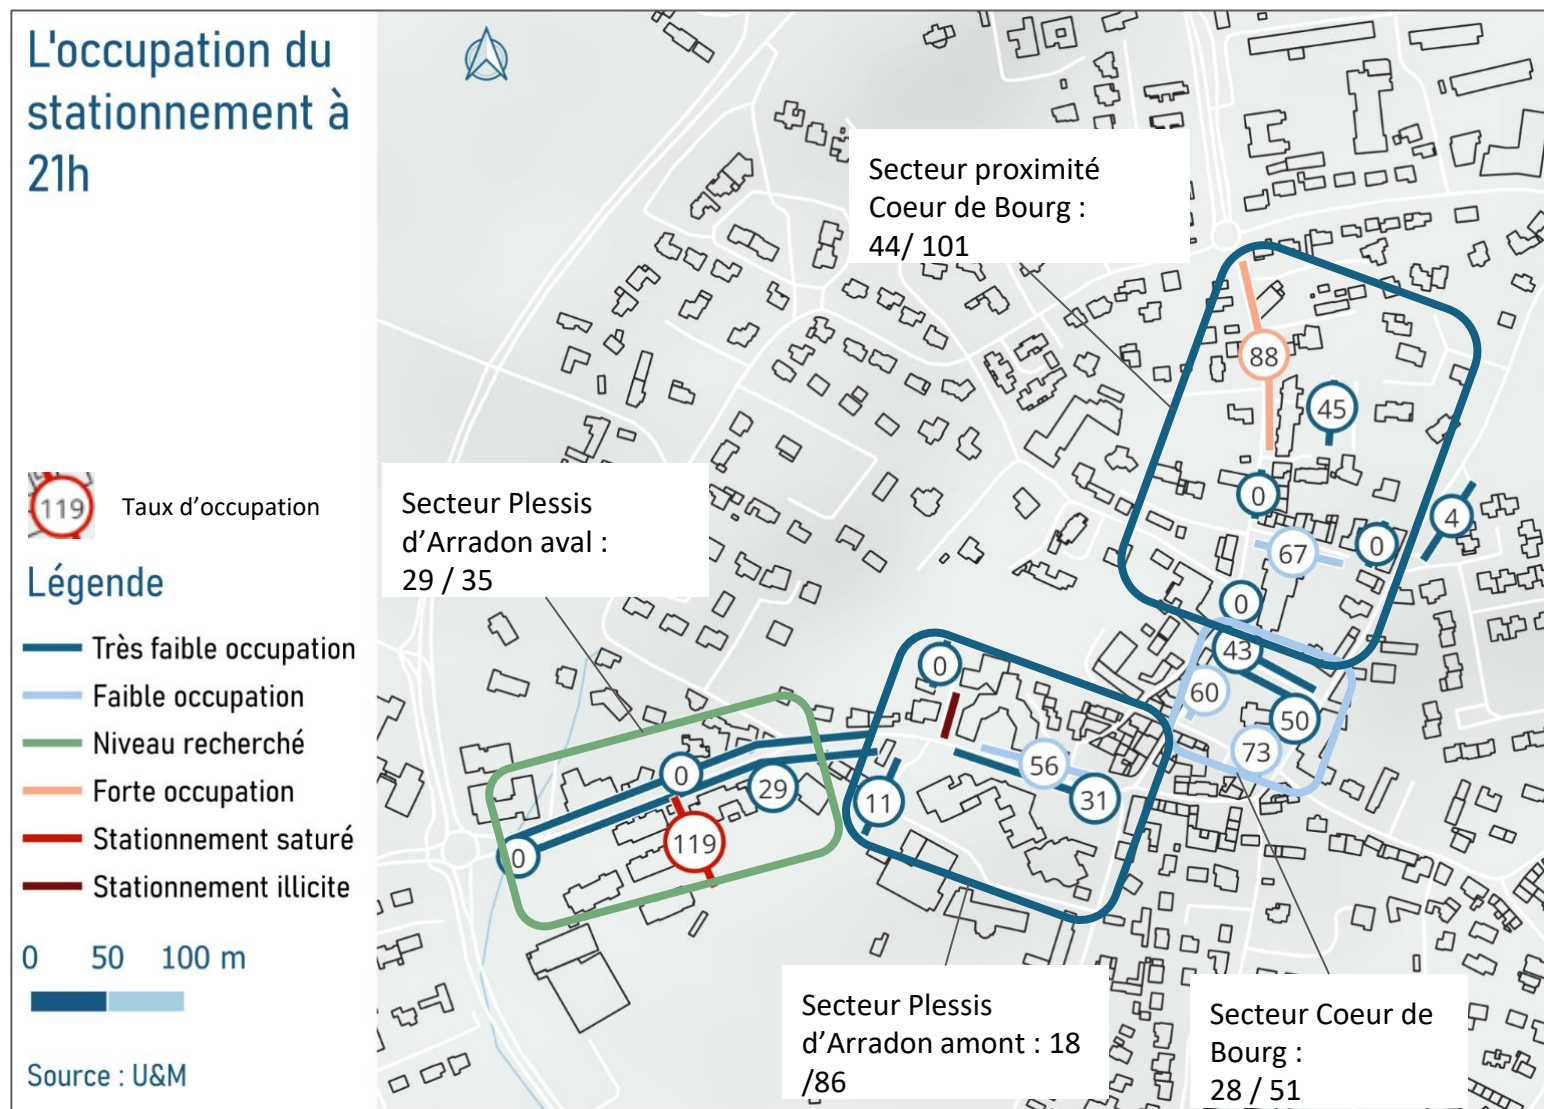 L'occupation du
stationnement à
21h
119
Taux d’occupation
Légende
Très faible occupation
Faible occupation
Niveau recherché
Forte occupation
Stationnement saturé
Stationnement illicite
0 50 100 m
Source : U&M
Secteur proximité
Coeur de Bourg :
44/ 101
88
45
0
4
67
0
0
43
60
50
73
Secteur Plessis
d’Arradon aval :
29 / 35
0
29
119
0
0
56
11
31
Secteur Plessis
d’Arradon amont : 18
/86
Secteur Coeur de
Bourg :
28 / 51